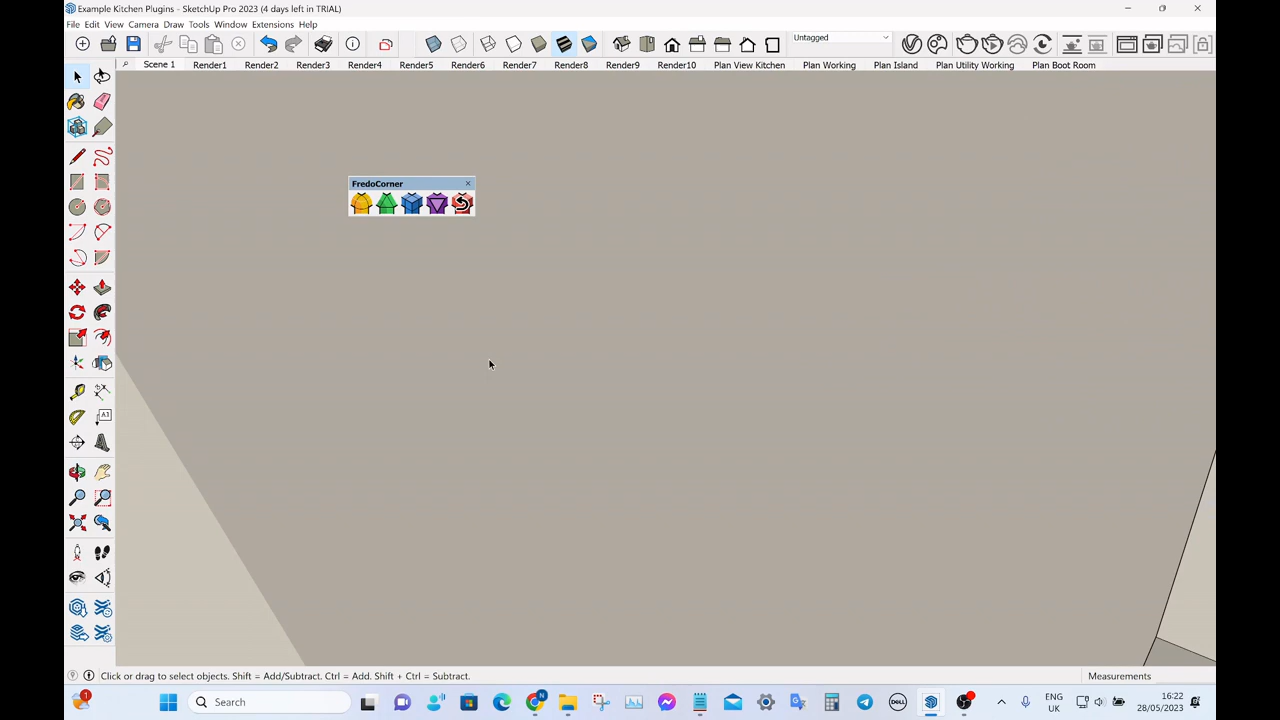 Example Kitchen Plugins - SketchUp Pro 2023 (4 days left in TRIAL)
File Edit View Camera Draw Tools Window Extensions Help
Untagged
Scene 1 Render1 Render2 Render3 Render4 Render5 Render6 Render7 Render8 Render9 Render10 Plan View Kitchen Plan Working Plan Island Plan Utility Working Plan Boot Room
FredoCorner
A1
Click or drag to select objects. Shift = Add/Subtract. Ctrl = Add. Shift + Ctrl = Subtract.
Measurements
1
Search
N
DELL
ENG
UK
16:22
28/05/2023